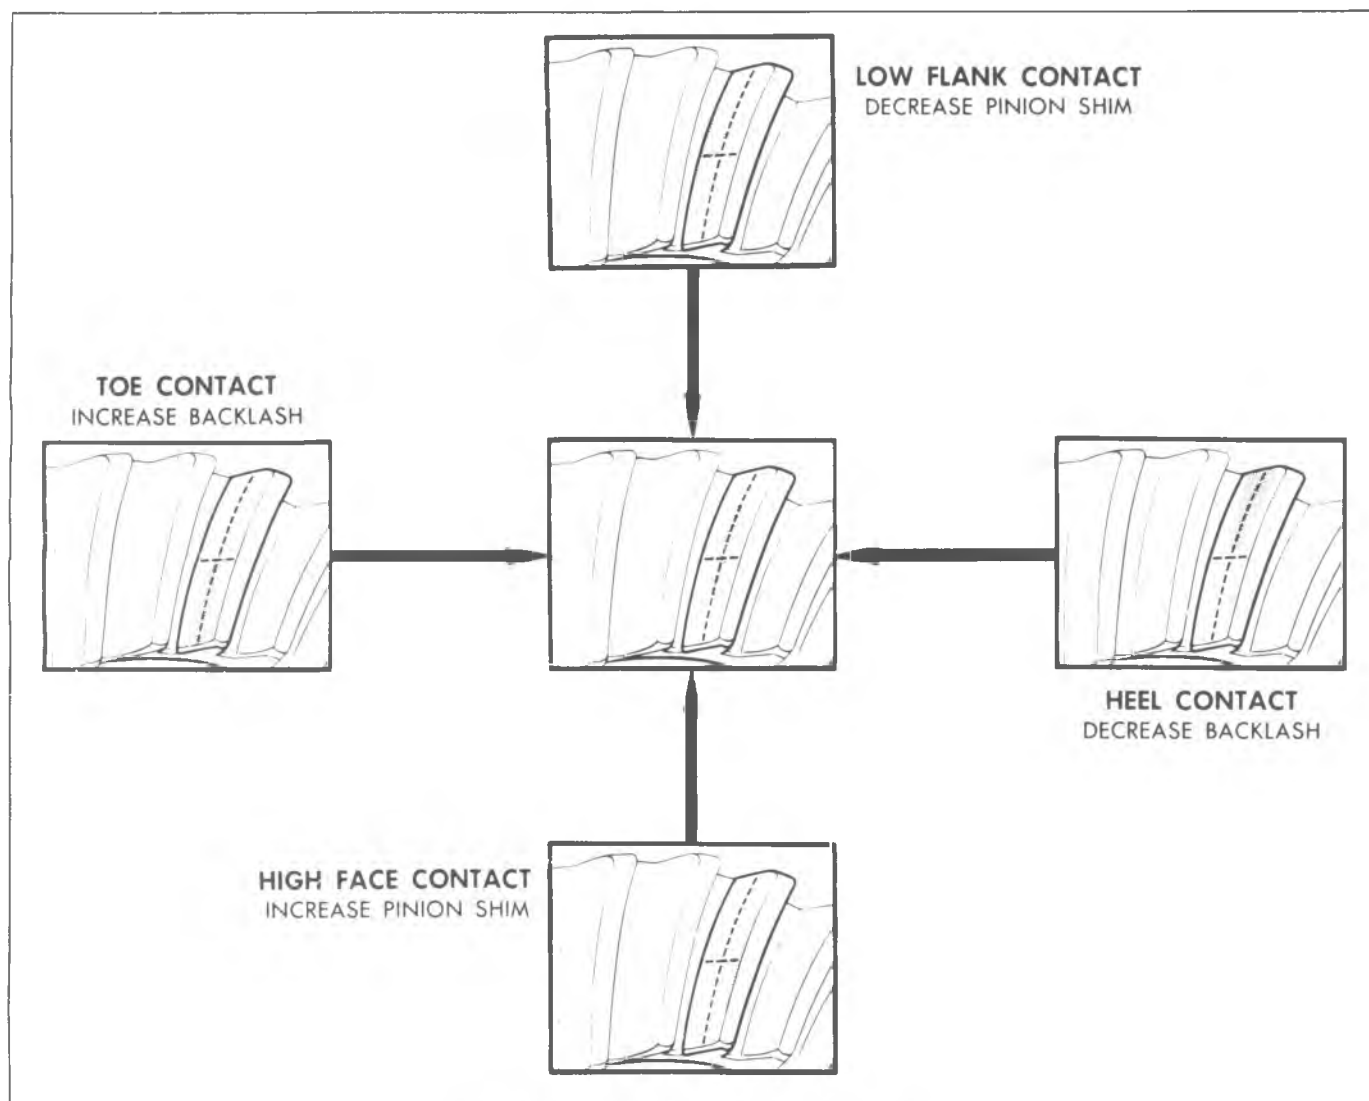 LOW FLANK CONTACT
DECREASE PINION SHIM
TOE CONTACT
INCREASE BACKLASH
HEEL CONTACT
DECREASE BACKLASH
HIGH FACE CONTACT
INCREASE PINION SHIM